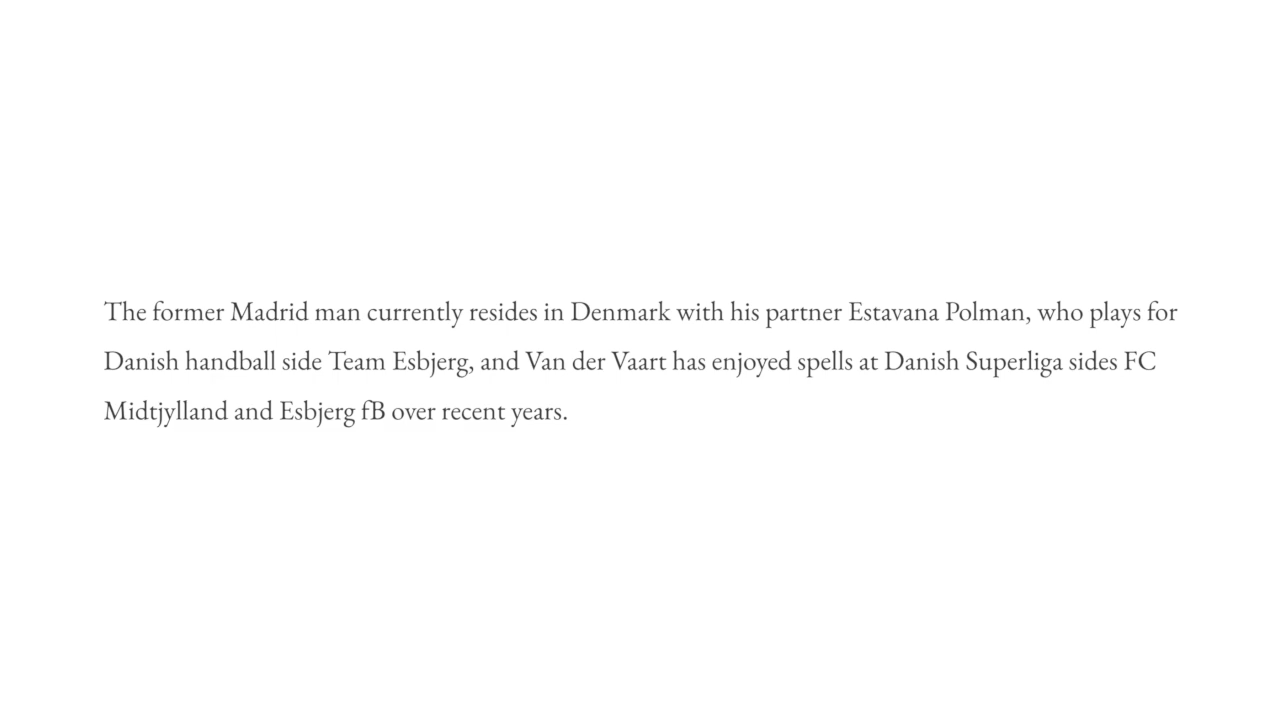 The former Madrid man currently resides in Denmark with his partner Estavana Polman, who plays for
Danish handball side Team Esbjerg, and Van der Vaart has enjoyed spells at Danish Superliga sides FC
Midtjylland and Esbjerg fB over recent years.